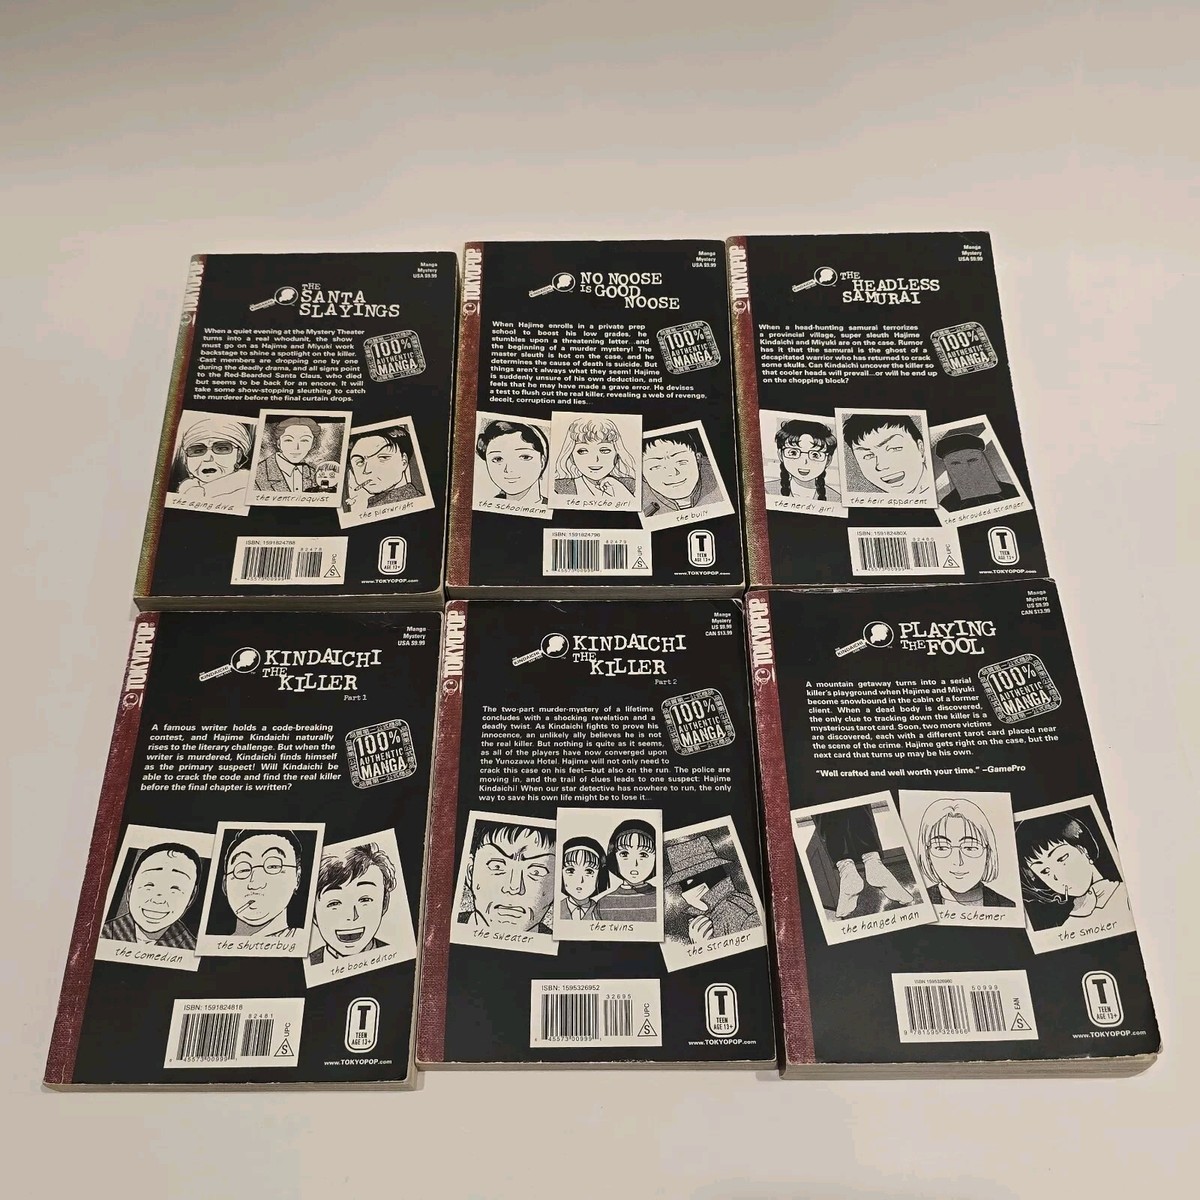 TOKYOPOP
Manga
Mystery
USA $9.99
THE
SANTA
SLAYINGS
When a quiet evening at the Mystery Theater
turns into a real whodunit, the show
must go on as Hajime and Miyuki work
backstage to shine a spotlight on the killer.
Cast members are dropping one by one
during the deadly drama, and all signs point
to the Red-Bearded Santa Claus, who died
but seems to be back for an encore. It will
take some show-stopping sleuthing to catch
the murderer before the final curtain drops.
100%
AUTHENTIC
MANGA
the aging diva
the ventriloquist
the playwright
ISBN: 1591824788
82478
UPC
S
T
TEEN
AGE 13+
www.TOKYOPOP.com
TOKYOPOP
Manga
Mystery
USA $9.99
NO NOOSE
IS GOOD
NOOSE
When Hajime enrolls in a private prep
school to boost his low grades, he
stumbles upon a threatening letter...and
the beginning of a murder mystery! The
master sleuth is hot on the case, and he
determines the cause of death is suicide. But
things aren't always what they seem! Hajime
is suddenly unsure of his own deduction, and
feels that he may have made a grave error. He devises
a test to flush out the real killer, revealing a web of revenge,
deceit, corruption and lies...
100%
AUTHENTIC
MANGA
the schoolmarm
the psycho girl
the bully
ISBN: 1591824796
82479
UPC
S
T
TEEN
AGE 13+
www.TOKYOPOP.com
TOKYOPOP
Manga
Mystery
USA $9.99
THE
HEADLESS
SAMURAI
When a head-hunting samurai terrorizes
a provincial village, super sleuth Hajime
Kindaichi and Miyuki are on the case. Rumor
has it that the samurai is the ghost of a
decapitated warrior who has returned to crack
some skulls. Can Kindaichi uncover the killer so
that cooler heads will prevail...or will he end up
on the chopping block?
100%
AUTHENTIC
MANGA
the nerdy girl
the heir apparent
the shrouded stranger
ISBN: 159182480X
82480
UPC
S
T
TEEN
AGE 13+
www.TOKYOPOP.com
TOKYOPOP
Manga
Mystery
USA $9.99
KINDAICHI
THE
KILLER
Part 1
A famous writer holds a code-breaking
contest, and Hajime Kindaichi naturally
rises to the literary challenge. But when the
writer is murdered, Kindaichi finds himself
as the primary suspect! Will Kindaichi be
able to crack the code and find the real killer
before the final chapter is written?
100%
AUTHENTIC
MANGA
the comedian
the shutterbug
the book editor
ISBN: 1591824818
82481
45573 00999
UPC
S
T
TEEN
AGE 13+
www.TOKYOPOP.com
TOKYOPOP
Manga
Mystery
US $9.99
CAN $13.99
KINDAICHI
THE
KILLER
Part 2
The two-part murder-mystery of a lifetime
concludes with a shocking revelation and a
deadly twist. As Kindaichi fights to prove his
innocence, an unlikely ally believes he is not
the real killer. But nothing is quite as it seems,
as all of the players have now converged upon
the Yunozawa Hotel. Hajime will not only need to
crack this case on his feet—but also on the run. The police are
moving in, and the trail of clues leads to one suspect: Hajime
Kindaichi! When our star detective has nowhere to run, the only
way to save his own life might be to lose it...
100%
AUTHENTIC
MANGA
the sweater
the twins
the stranger
ISBN: 1595326952
32695
45573 00999
UPC
S
T
TEEN
AGE 13+
www.TOKYOPOP.com
TOKYOPOP
Manga
Mystery
US $9.99
CAN $13.99
PLAYING
THE FOOL
A mountain getaway turns into a serial
killer's playground when Hajime and Miyuki
become snowbound in the cabin of a former
client. When a dead body is discovered,
the only clue to tracking down the killer is a
mysterious tarot card. Soon, two more victims
are discovered, each with a different tarot card placed near
the scene of the crime. Hajime gets right on the case, but the
next card that turns up may be his own.
"Well crafted and well worth your time." –GamePro
100%
AUTHENTIC
MANGA
the hanged man
the schemer
the smoker
50999
9 781595 326966
EAN
S
T
TEEN
AGE 13+
www.TOKYOPOP.com